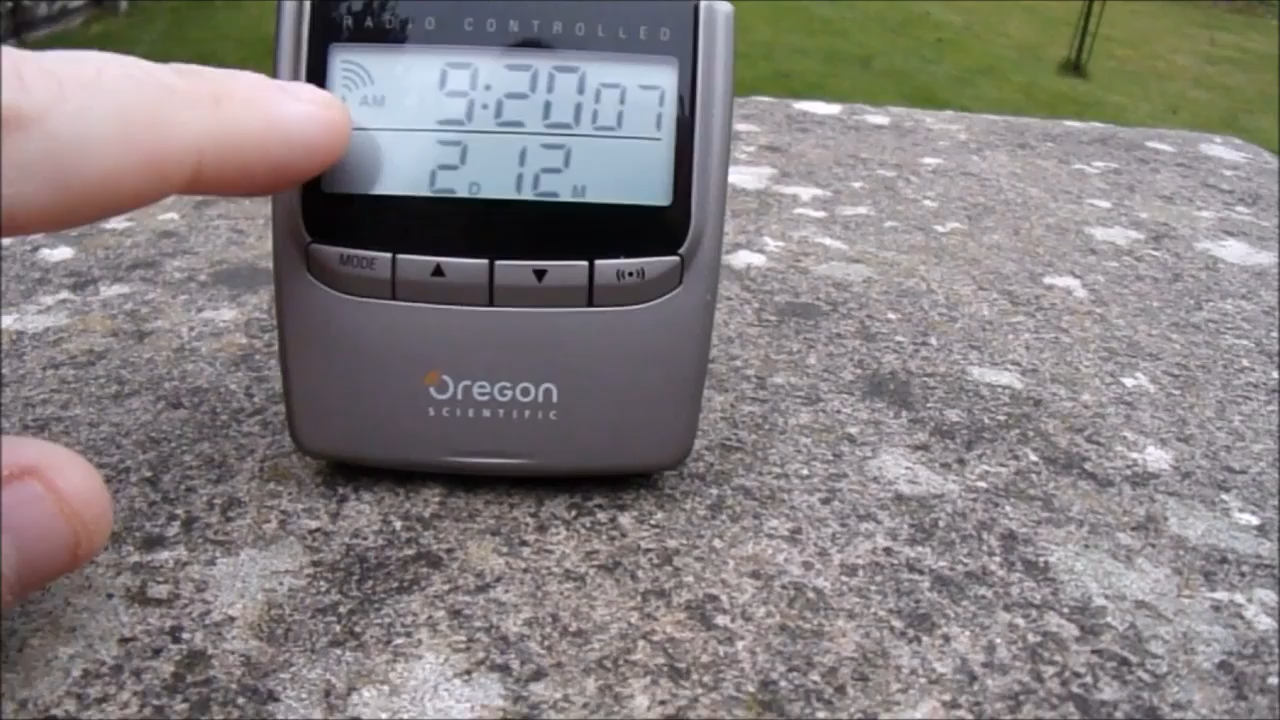 RADIO CONTROLLED
AM 9:20 07
2 D 12 M
MODE
Oregon
SCIENTIFIC